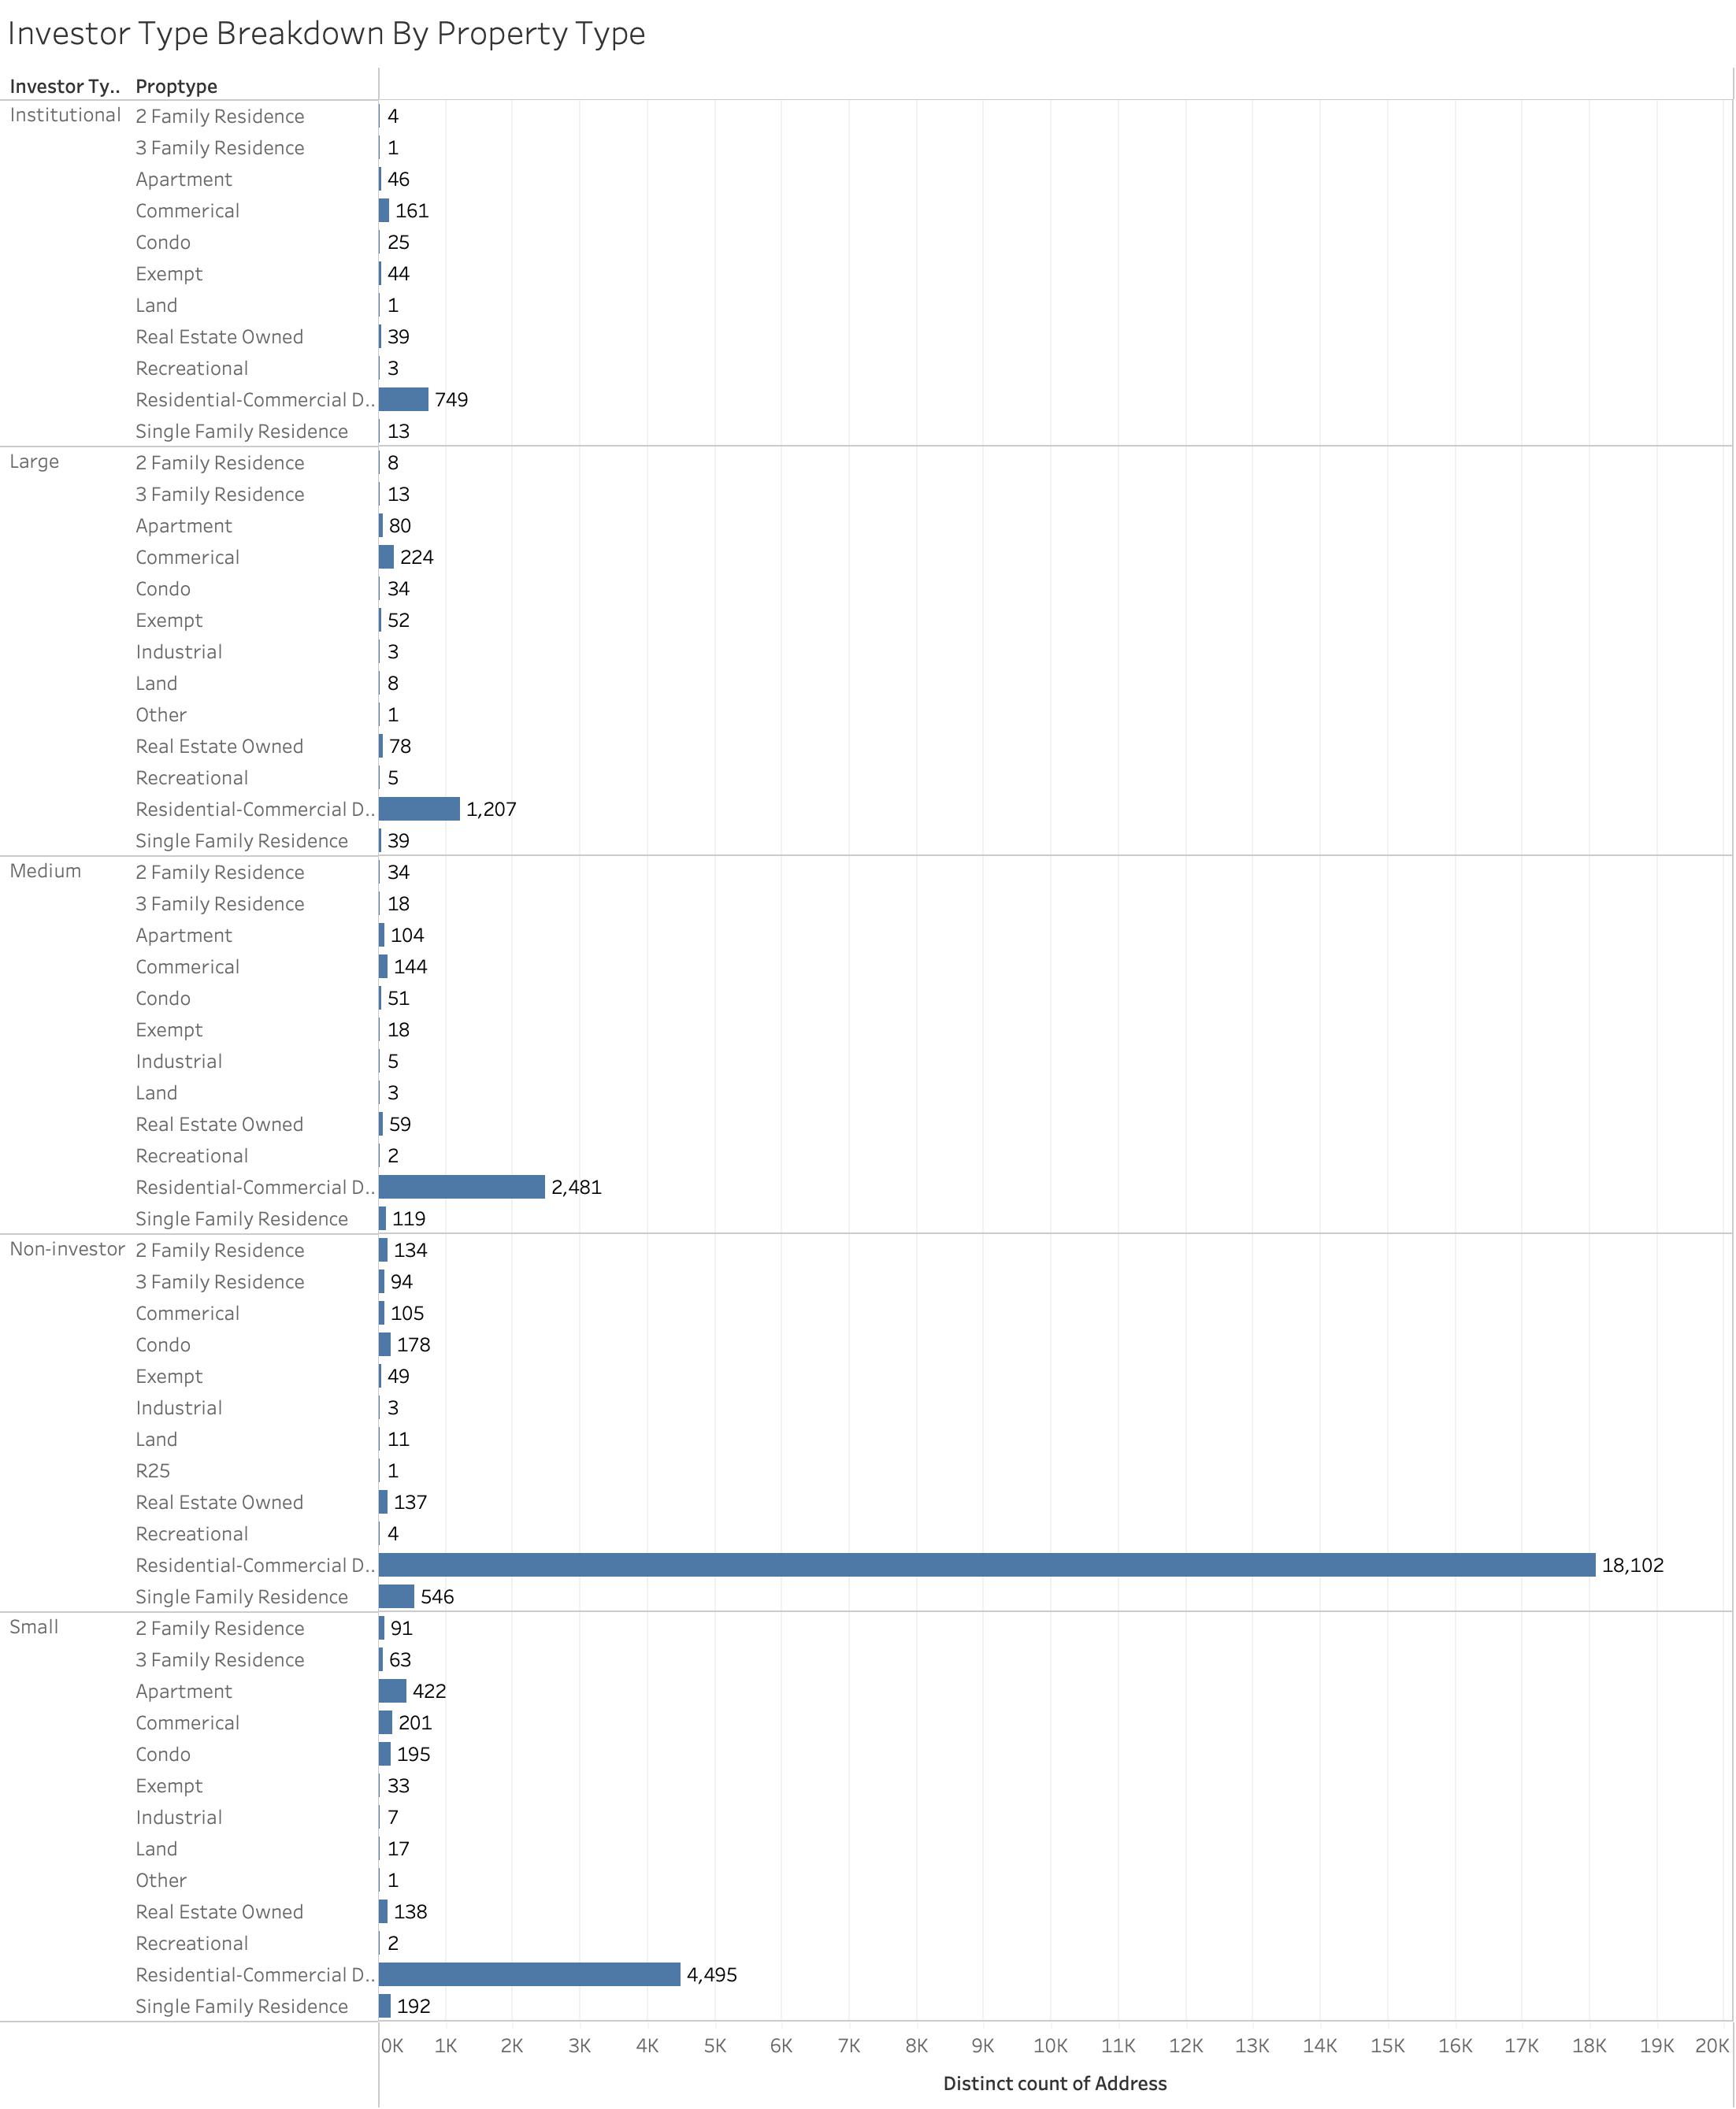 Investor Type Breakdown By Property Type
Investor Ty.. Proptype
Institutional 2 Family Residence 4
3 Family Residence 1
Apartment 46
Commerical 161
Condo 25
Exempt 44
Land 1
Real Estate Owned 39
Recreational 3
Residential-Commercial D.. 749
Single Family Residence 13
Large 2 Family Residence 8
3 Family Residence 13
Apartment 80
Commerical 224
Condo 34
Exempt 52
Industrial 3
Land 8
Other 1
Real Estate Owned 78
Recreational 5
Residential-Commercial D.. 1,207
Single Family Residence 39
Medium 2 Family Residence 34
3 Family Residence 18
Apartment 104
Commerical 144
Condo 51
Exempt 18
Industrial 5
Land 3
Real Estate Owned 59
Recreational 2
Residential-Commercial D.. 2,481
Single Family Residence 119
Non-investor 2 Family Residence 134
3 Family Residence 94
Commerical 105
Condo 178
Exempt 49
Industrial 3
Land 11
R25 1
Real Estate Owned 137
Recreational 4
Residential-Commercial D.. 18,102
Single Family Residence 546
Small 2 Family Residence 91
3 Family Residence 63
Apartment 422
Commerical 201
Condo 195
Exempt 33
Industrial 7
Land 17
Other 1
Real Estate Owned 138
Recreational 2
Residential-Commercial D.. 4,495
Single Family Residence 192
0K 1K 2K 3K 4K 5K 6K 7K 8K 9K 10K 11K 12K 13K 14K 15K 16K 17K 18K 19K 20K
Distinct count of Address